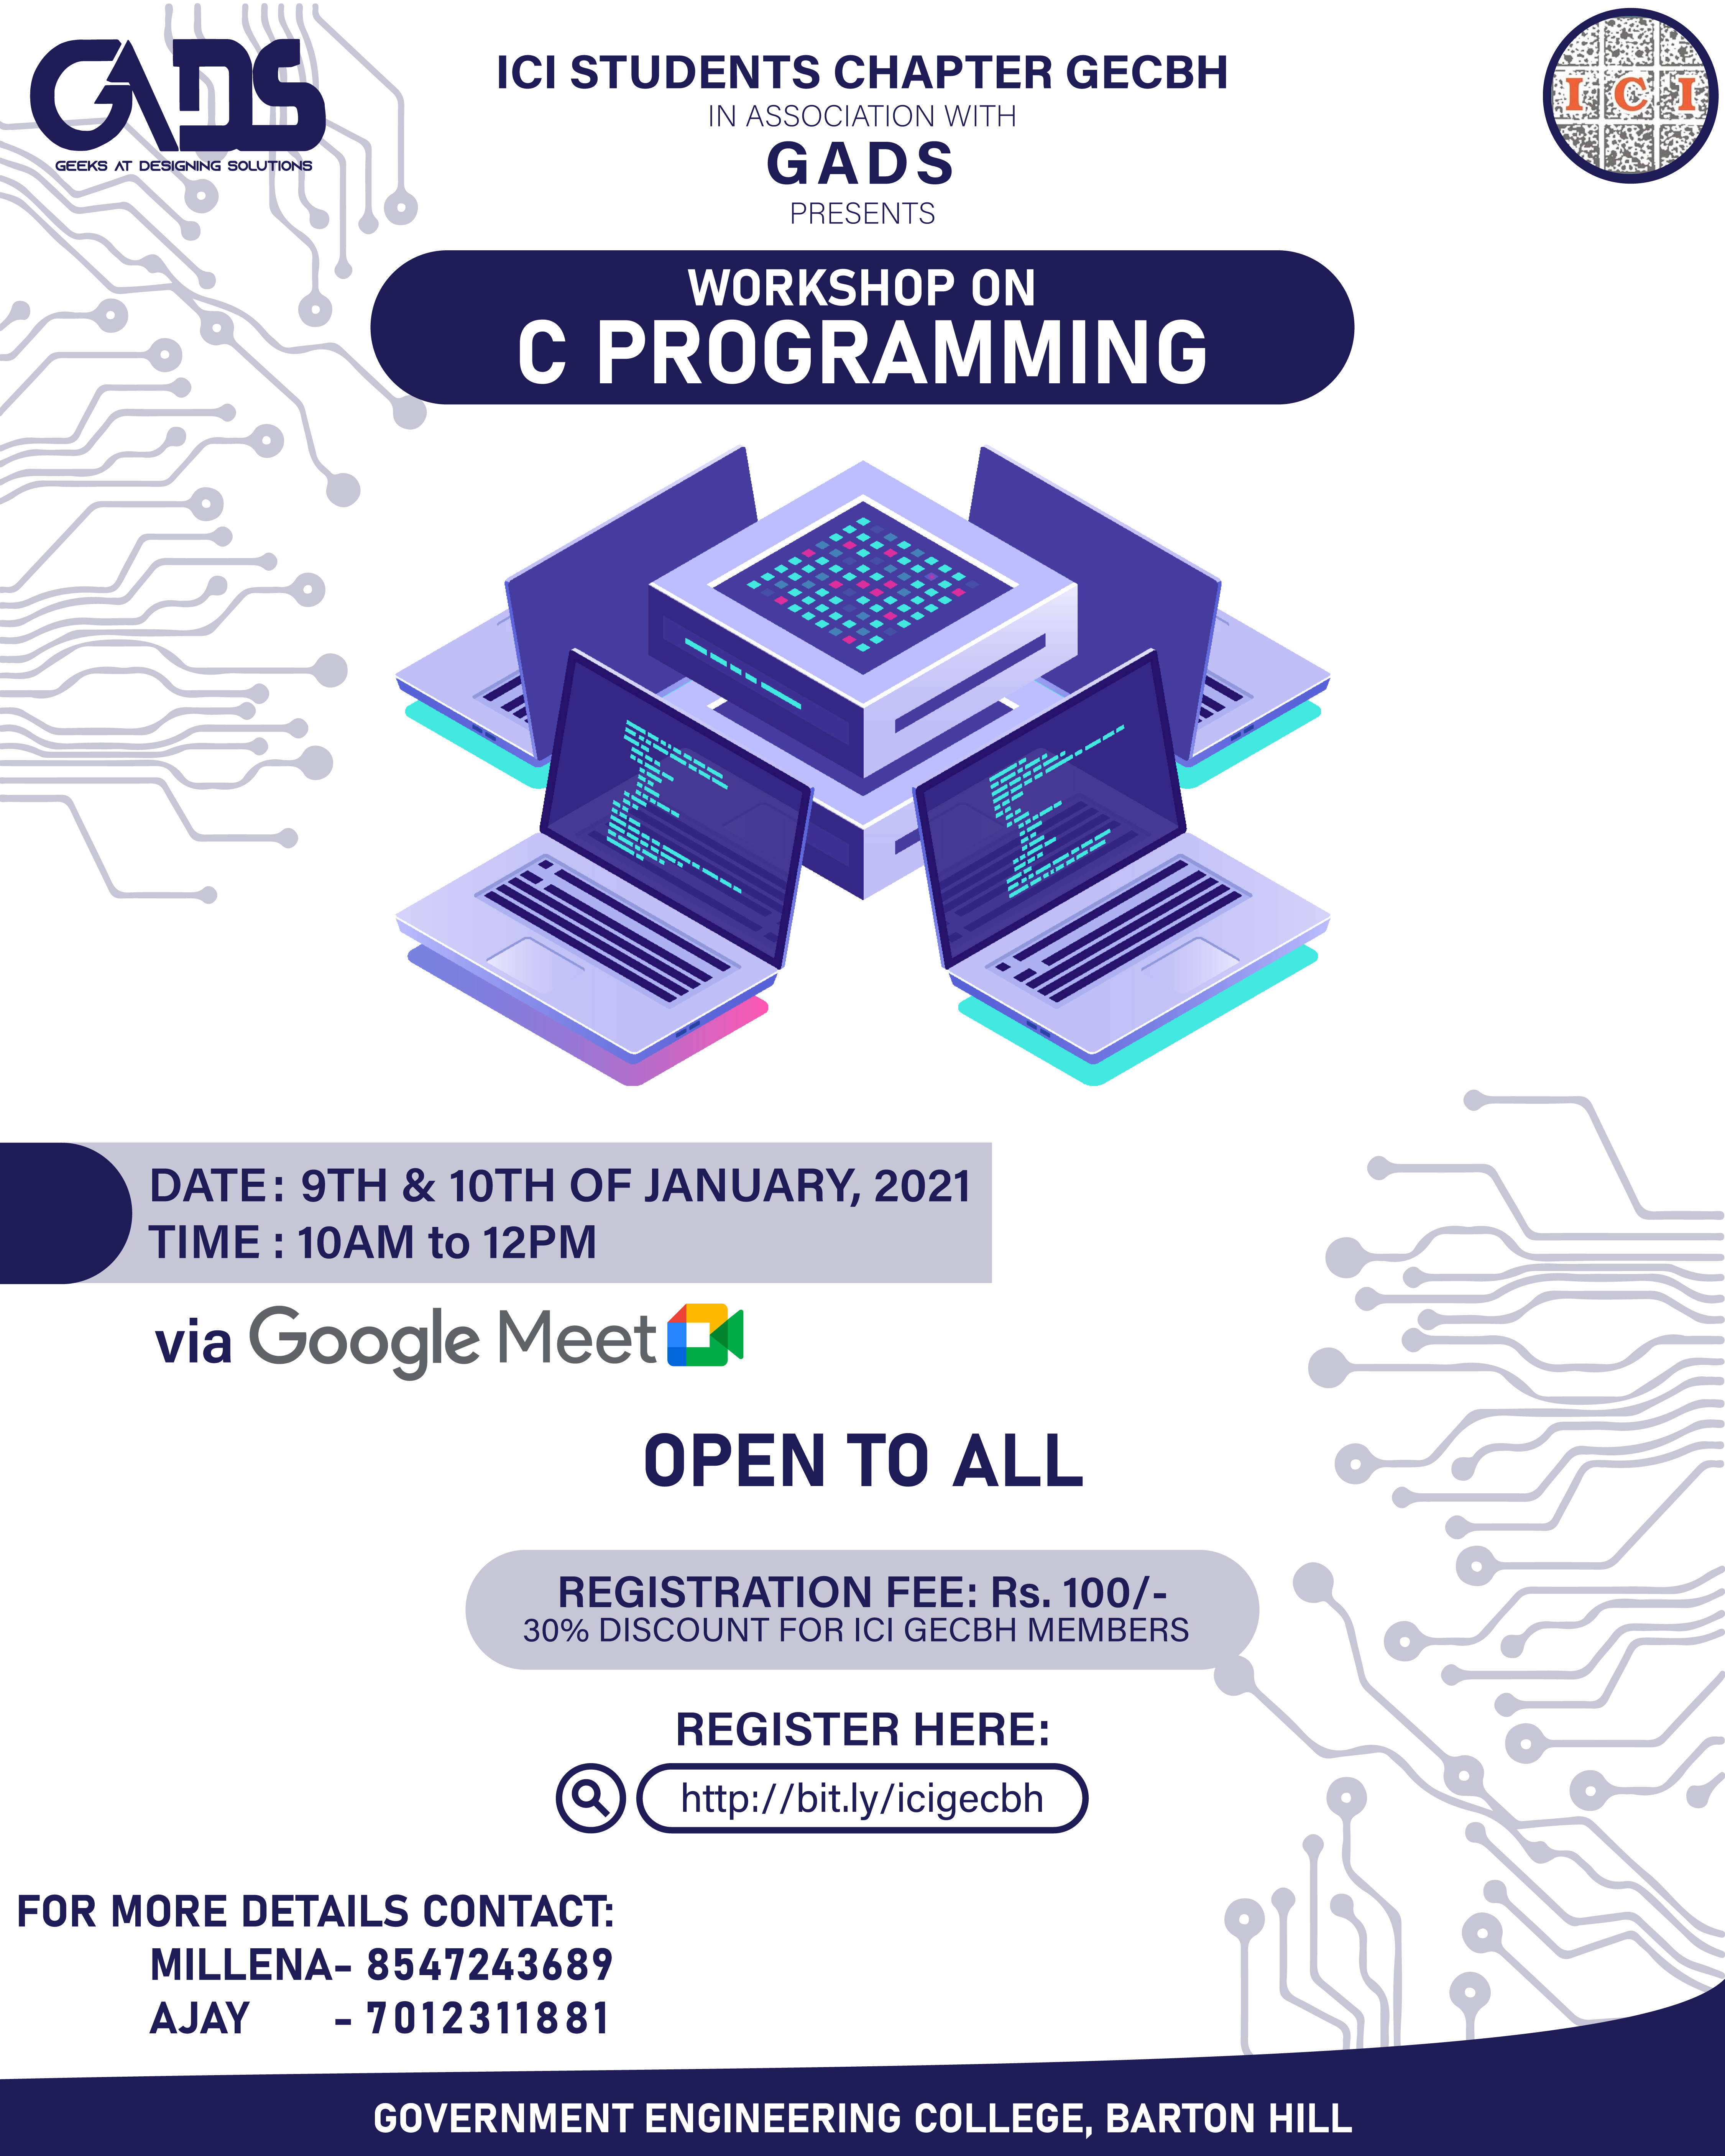 GADS
GEEKS AT DESIGNING SOLUTIONS
ICI STUDENTS CHAPTER GECBH
IN ASSOCIATION WITH
GADS
PRESENTS
I C I
WORKSHOP ON
C PROGRAMMING
DATE: 9TH & 10TH OF JANUARY, 2021
TIME : 10AM to 12PM
via Google Meet
OPEN TO ALL
REGISTRATION FEE: Rs. 100/-
30% DISCOUNT FOR ICI GECBH MEMBERS
REGISTER HERE:
http://bit.ly/icigecbh
FOR MORE DETAILS CONTACT:
MILLENA- 8547243689
AJAY - 7012311881
GOVERNMENT ENGINEERING COLLEGE, BARTON HILL